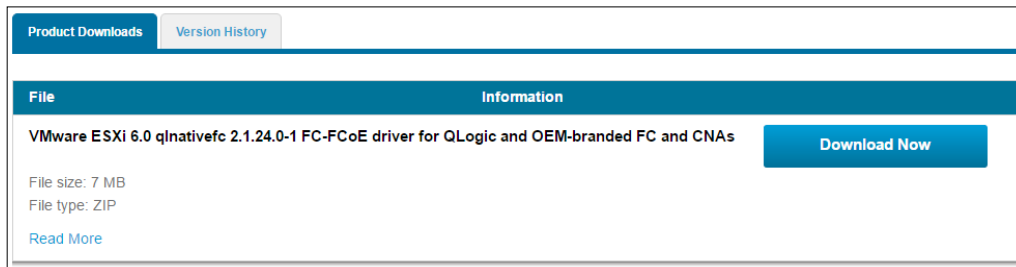 Product Downloads Version History
File Information
VMware ESXi 6.0 qlnativefc 2.1.24.0-1 FC-FCoE driver for QLogic and OEM-branded FC and CNAs Download Now
File size: 7 MB
File type: ZIP
Read More